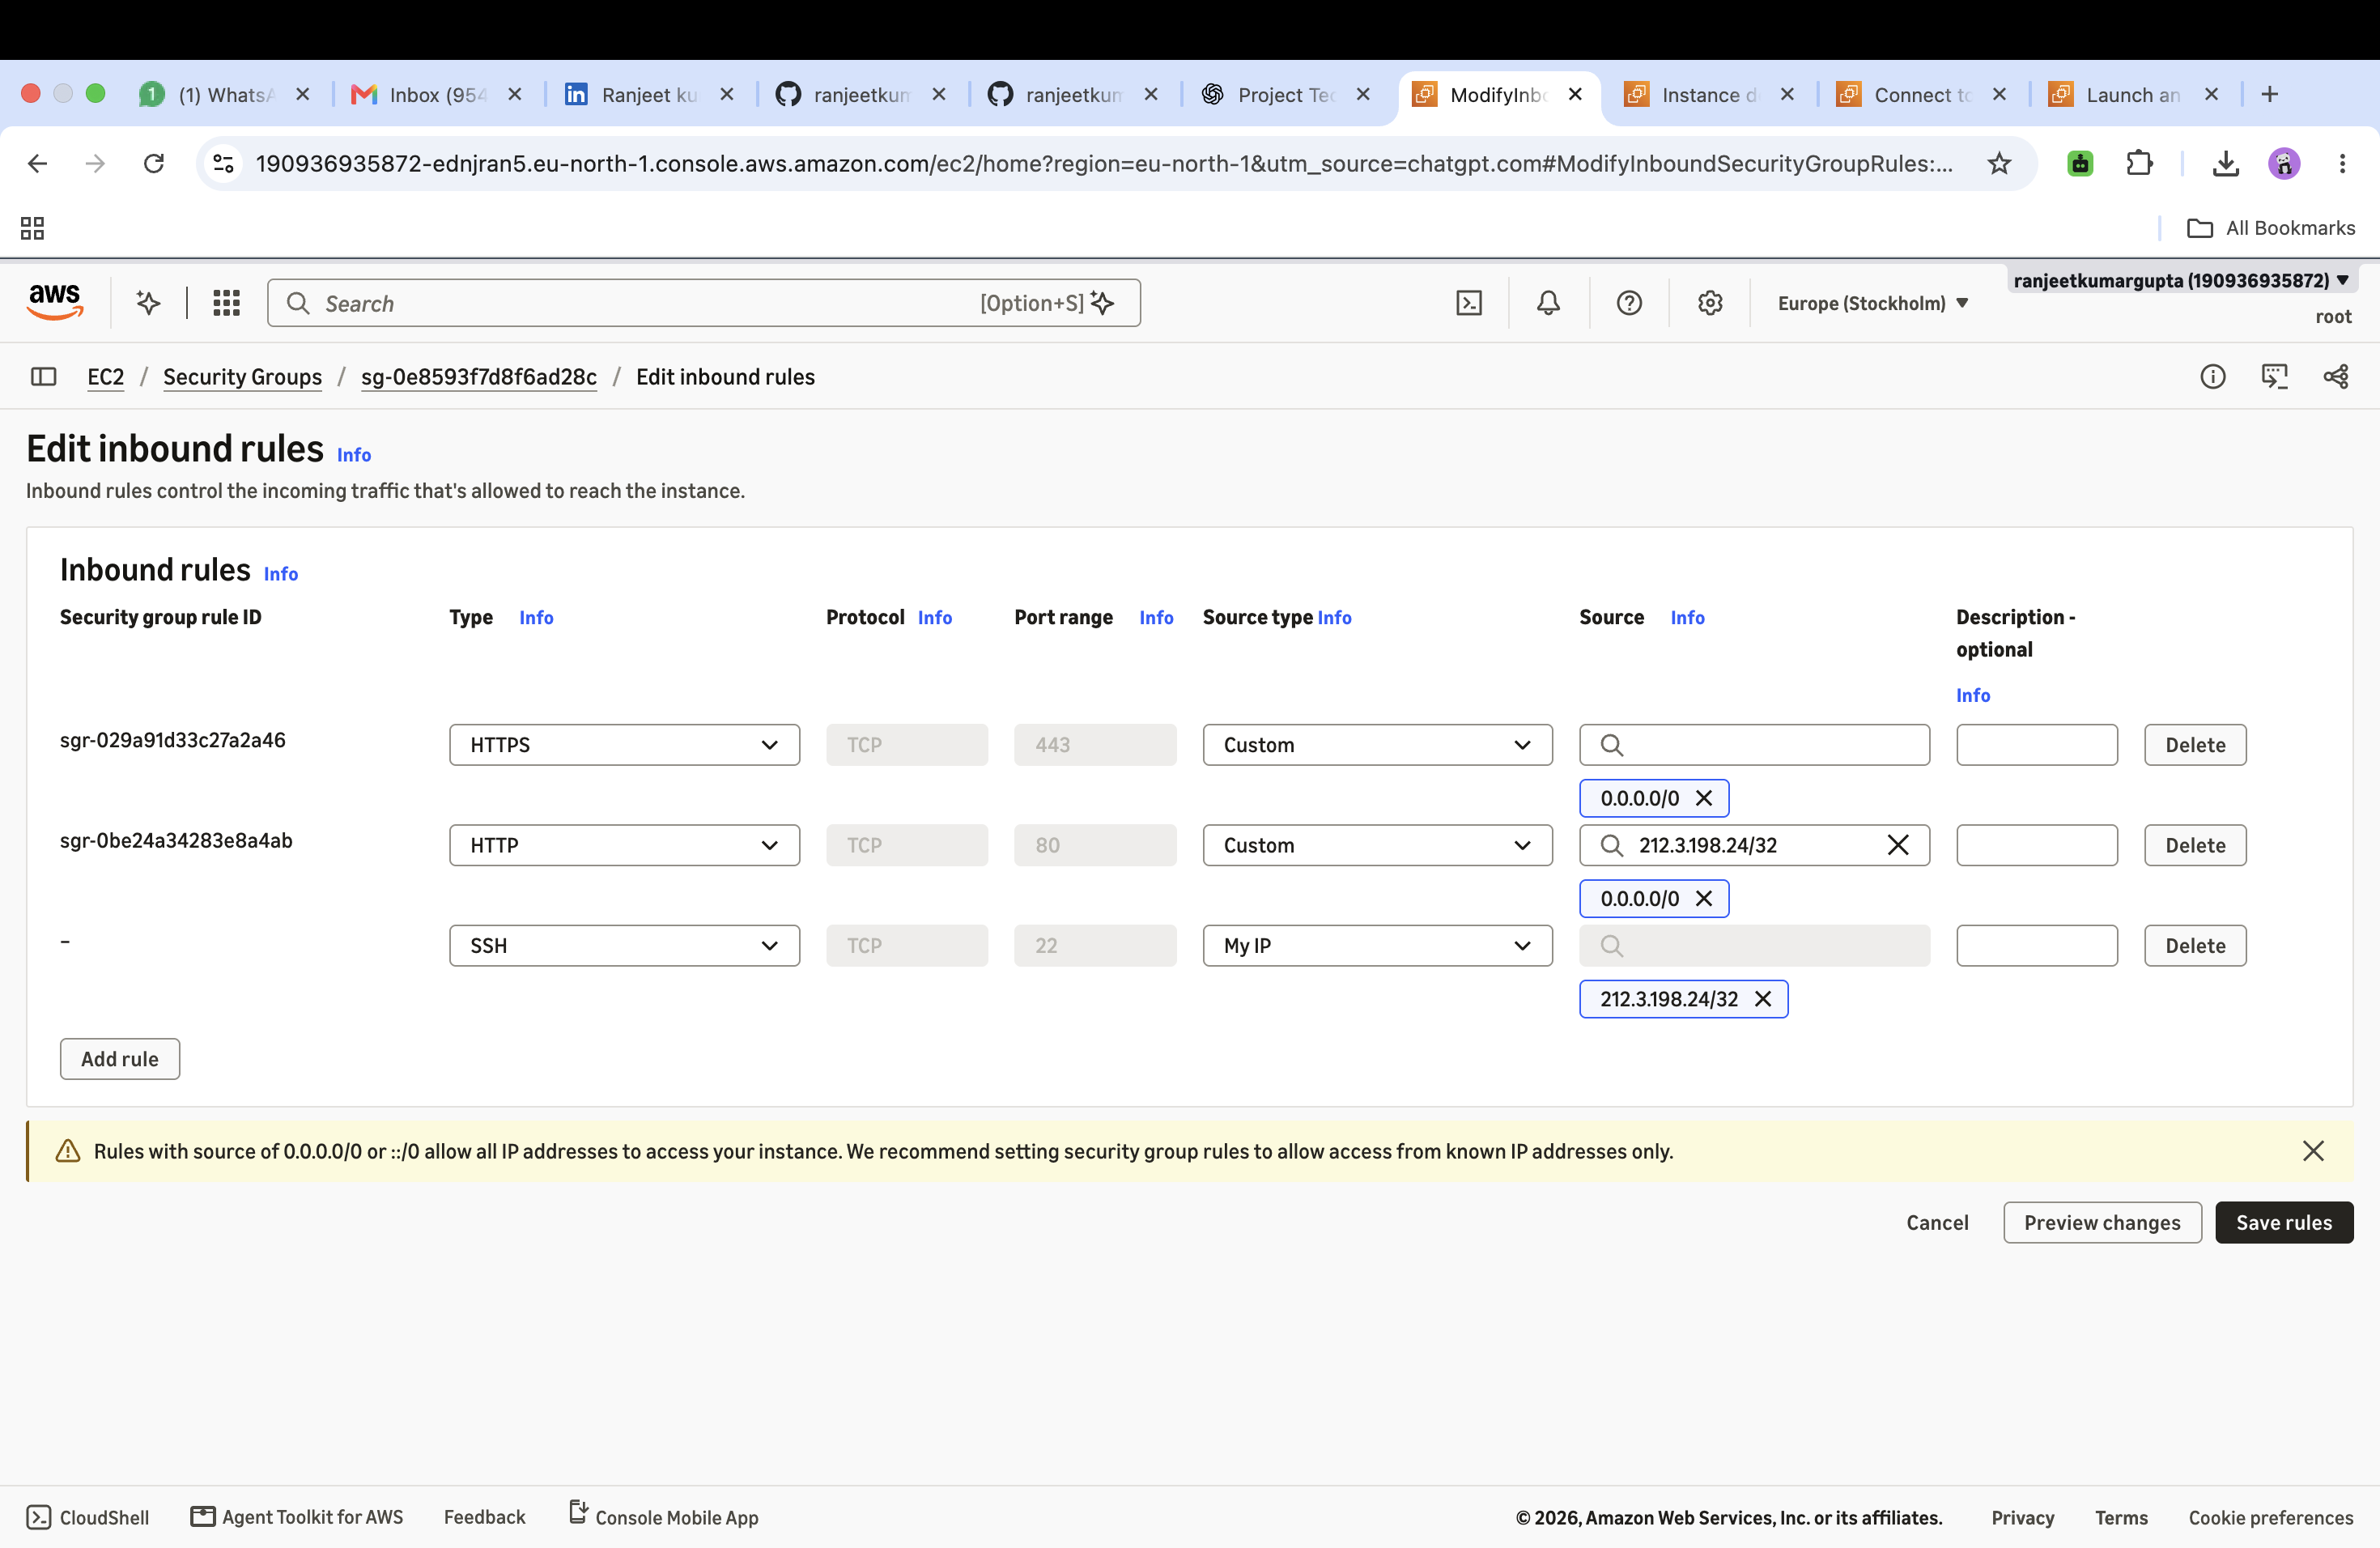 1 (1) WhatsA
Inbox (954
Ranjeet ku
ranjeetkum
ranjeetkum
Project Tec
ModifyInbo
Instance d
Connect to
Launch an
190936935872-ednjran5.eu-north-1.console.aws.amazon.com/ec2/home?region=eu-north-1&utm_source=chatgpt.com#ModifyInboundSecurityGroupRules:...
All Bookmarks
aws
Search [Option+S]
Europe (Stockholm)
ranjeetkumargupta (190936935872)
root
EC2 / Security Groups / sg-0e8593f7d8f6ad28c / Edit inbound rules
Edit inbound rules Info
Inbound rules control the incoming traffic that's allowed to reach the instance.
Inbound rules Info
Security group rule ID Type Info Protocol Info Port range Info Source type Info Source Info Description -
optional
Info
sgr-029a91d33c27a2a46 HTTPS TCP 443 Custom Delete
0.0.0.0/0
sgr-0be24a34283e8a4ab HTTP TCP 80 Custom 212.3.198.24/32 Delete
0.0.0.0/0
– SSH TCP 22 My IP Delete
212.3.198.24/32
Add rule
Rules with source of 0.0.0.0/0 or ::/0 allow all IP addresses to access your instance. We recommend setting security group rules to allow access from known IP addresses only.
Cancel Preview changes Save rules
CloudShell Agent Toolkit for AWS Feedback Console Mobile App © 2026, Amazon Web Services, Inc. or its affiliates. Privacy Terms Cookie preferences